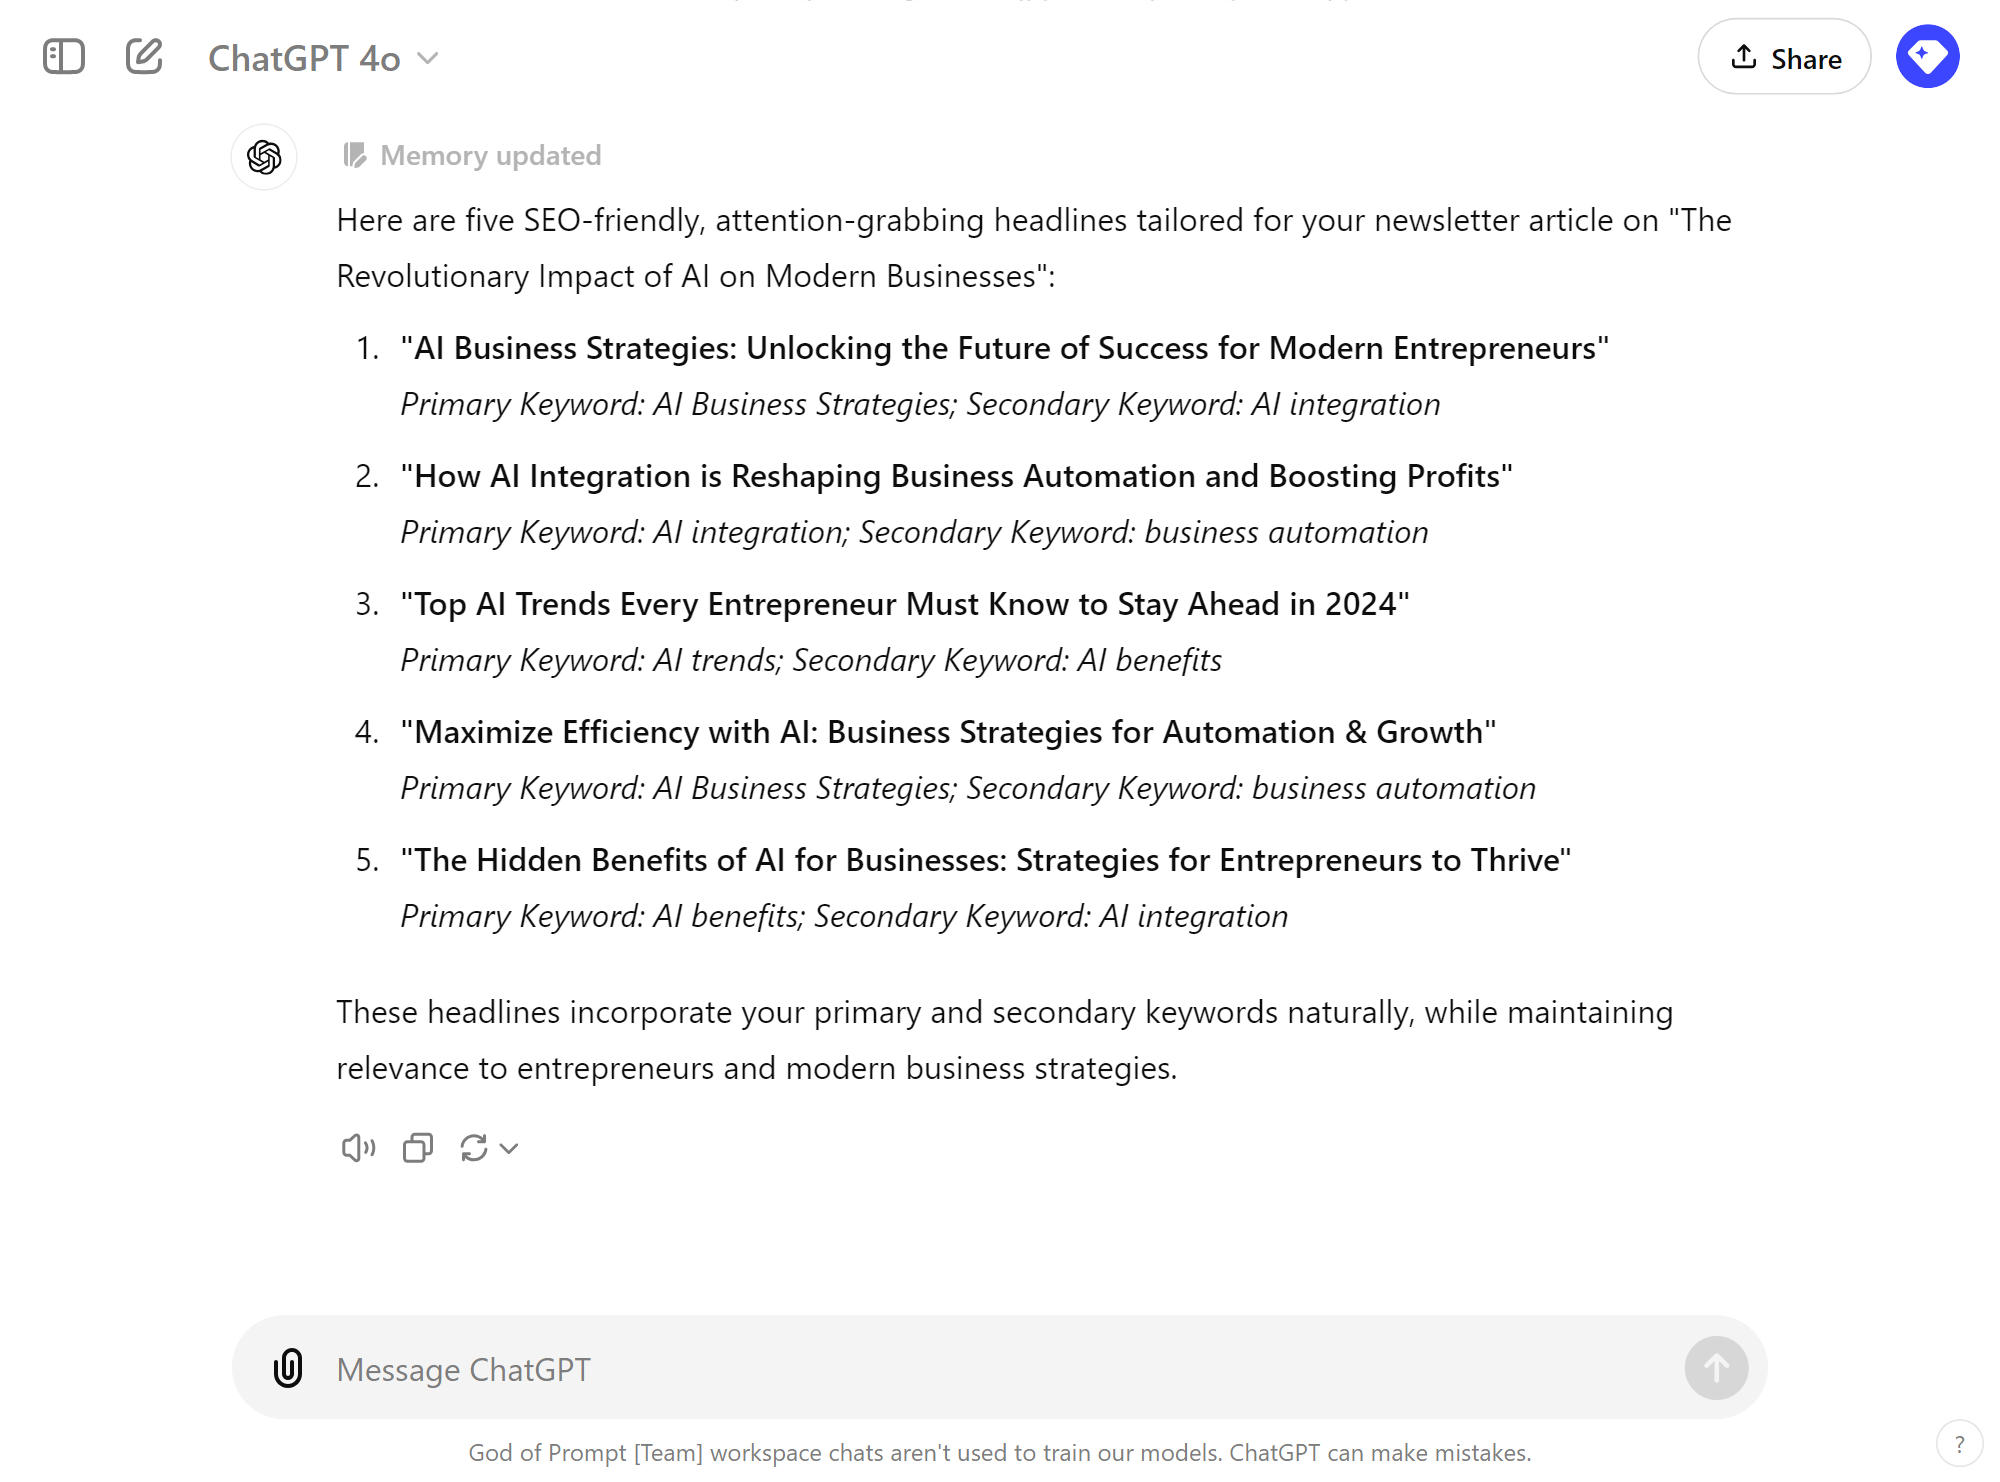 ChatGPT 4o
Share
Memory updated
Here are five SEO-friendly, attention-grabbing headlines tailored for your newsletter article on "The
Revolutionary Impact of AI on Modern Businesses":
1. "AI Business Strategies: Unlocking the Future of Success for Modern Entrepreneurs"
Primary Keyword: AI Business Strategies; Secondary Keyword: AI integration
2. "How AI Integration is Reshaping Business Automation and Boosting Profits"
Primary Keyword: AI integration; Secondary Keyword: business automation
3. "Top AI Trends Every Entrepreneur Must Know to Stay Ahead in 2024"
Primary Keyword: AI trends; Secondary Keyword: AI benefits
4. "Maximize Efficiency with AI: Business Strategies for Automation & Growth"
Primary Keyword: AI Business Strategies; Secondary Keyword: business automation
5. "The Hidden Benefits of AI for Businesses: Strategies for Entrepreneurs to Thrive"
Primary Keyword: AI benefits; Secondary Keyword: AI integration
These headlines incorporate your primary and secondary keywords naturally, while maintaining
relevance to entrepreneurs and modern business strategies.
Message ChatGPT
God of Prompt [Team] workspace chats aren't used to train our models. ChatGPT can make mistakes.
?